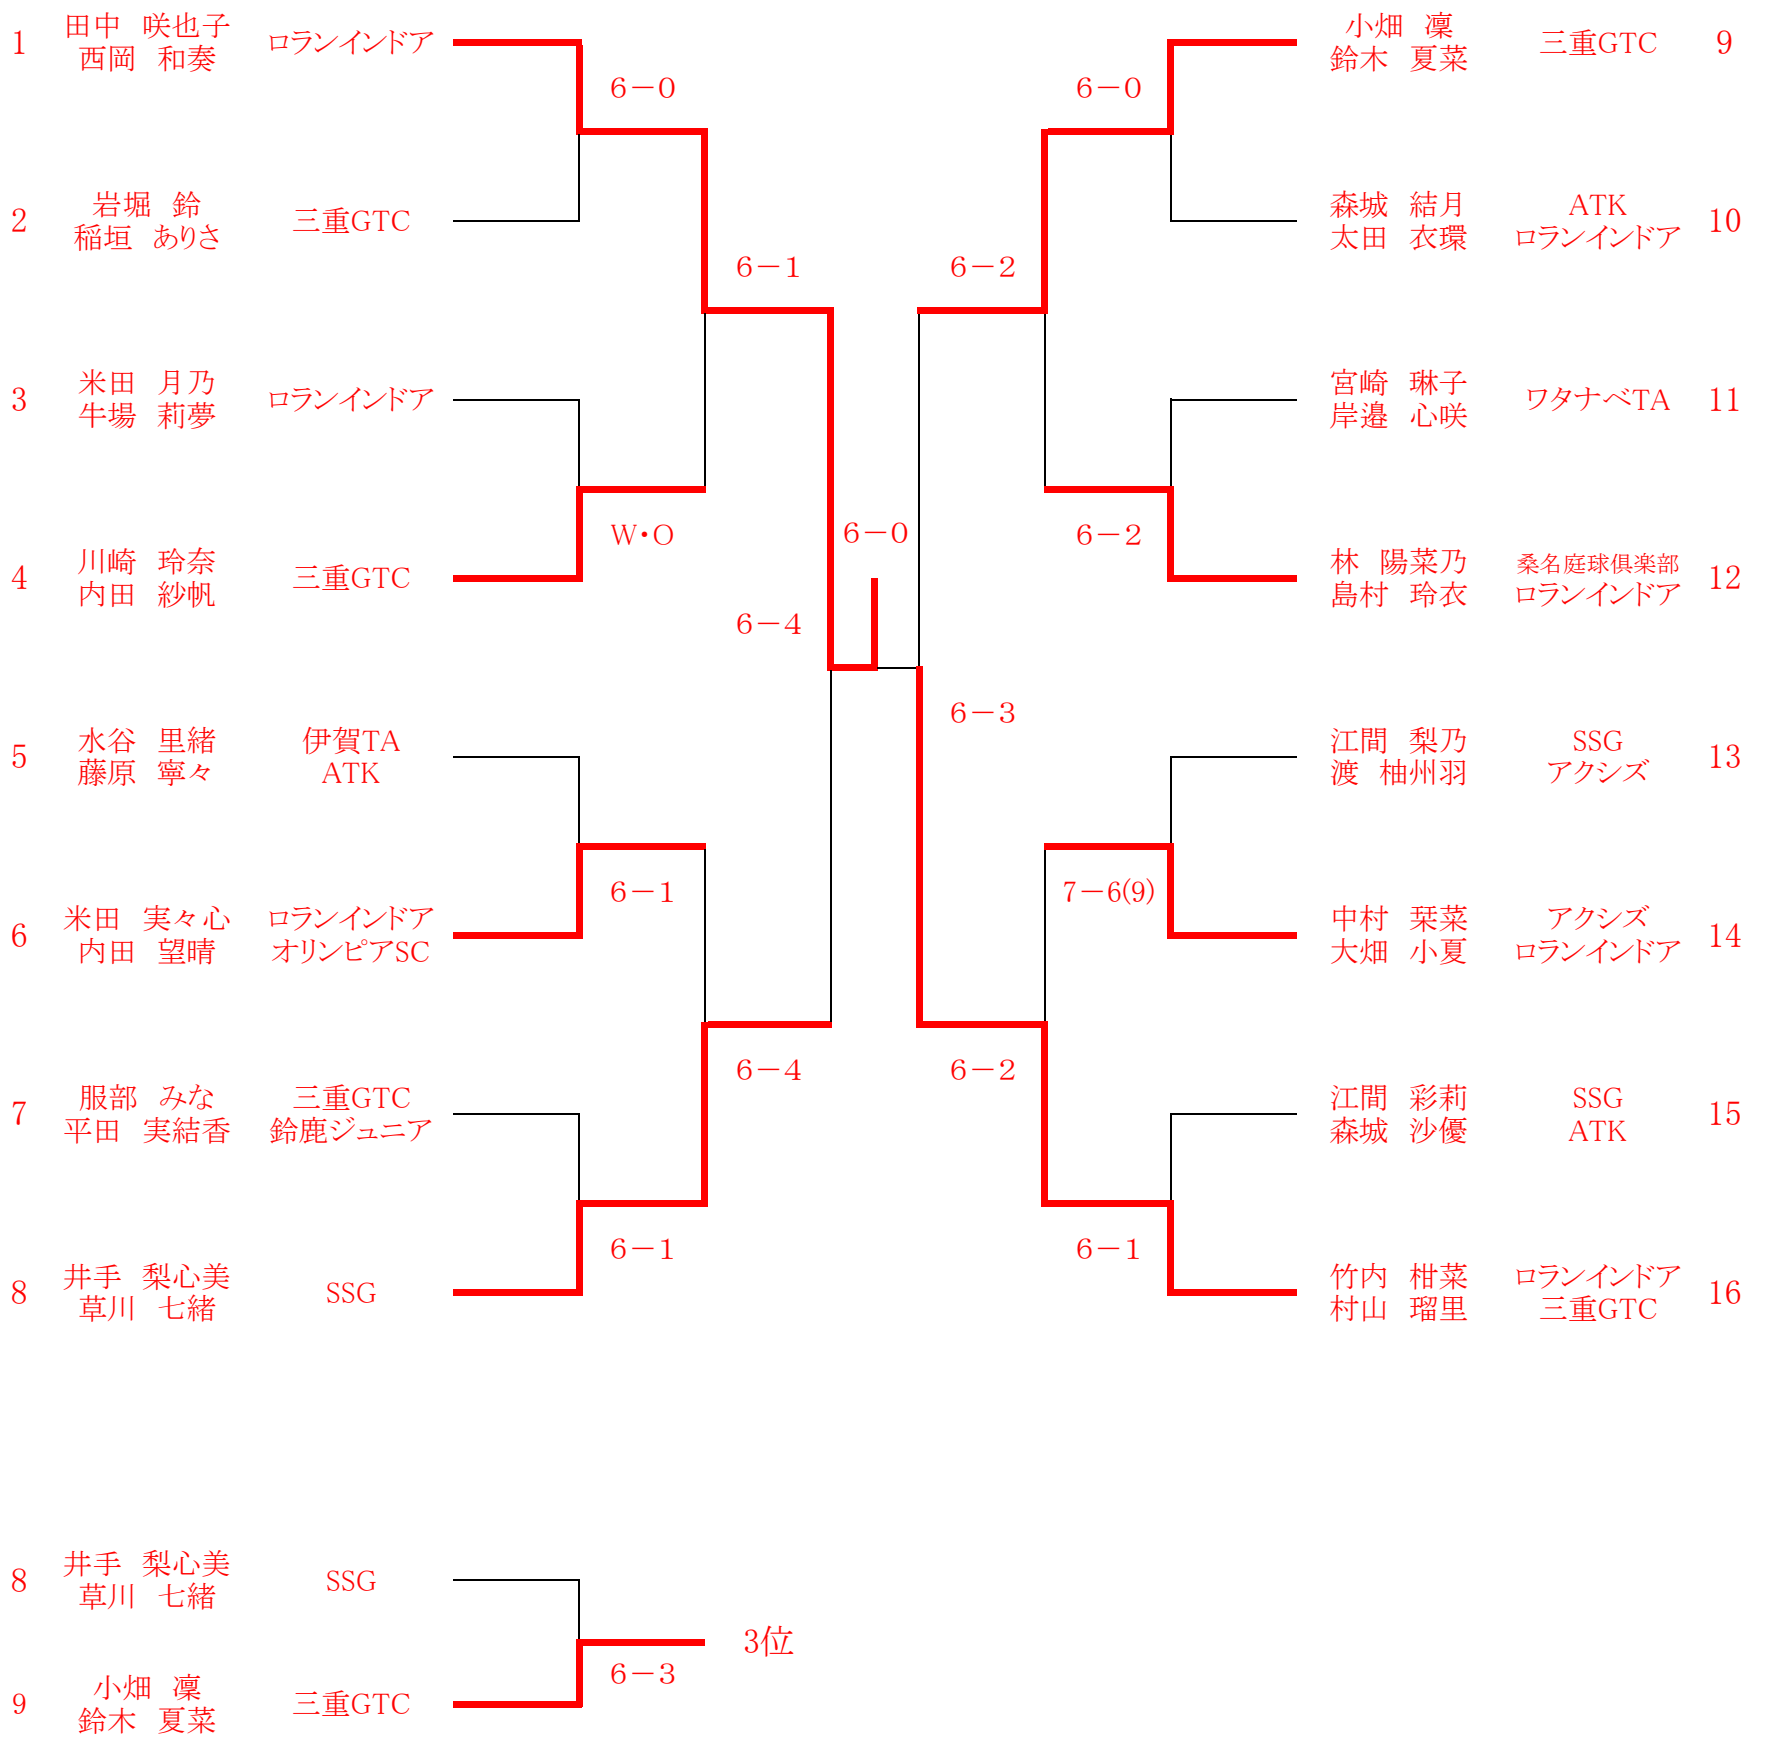 1 田中　咲也子 ロランインドア
西岡　和奏
6－0
2 岩堀　鈴 三重GTC
稲垣　ありさ
6－1
3 米田　月乃 ロランインドア
牛場　莉夢
W・O
4 川崎　玲奈 三重GTC
内田　紗帆
6－4
5 水谷　里緒 伊賀TA
藤原　寧々 ATK
6－1
6 米田　実々心 ロランインドア
内田　望晴 オリンピアSC
6－4
7 服部　みな 三重GTC
平田　実結香 鈴鹿ジュニア
6－1
8 井手　梨心美 SSG
草川　七緒
6－0
小畑　凜 三重GTC 9
鈴木　夏菜
6－0
森城　結月 ATK 10
太田　衣環 ロランインドア
6－2
宮崎　琳子 ワタナベTA 11
岸邉　心咲
6－2
林　陽菜乃 桑名庭球倶楽部 12
島村　玲衣 ロランインドア
6－3
江間　梨乃 SSG 13
渡　柚州羽 アクシズ
7－6(9)
中村　栞菜 アクシズ 14
大畑　小夏 ロランインドア
6－2
江間　彩莉 SSG 15
森城　沙優 ATK
6－1
竹内　柑菜 ロランインドア 16
村山　瑠里 三重GTC
8 井手　梨心美 SSG
草川　七緒
3位
6－3
9 小畑　凜 三重GTC
鈴木　夏菜